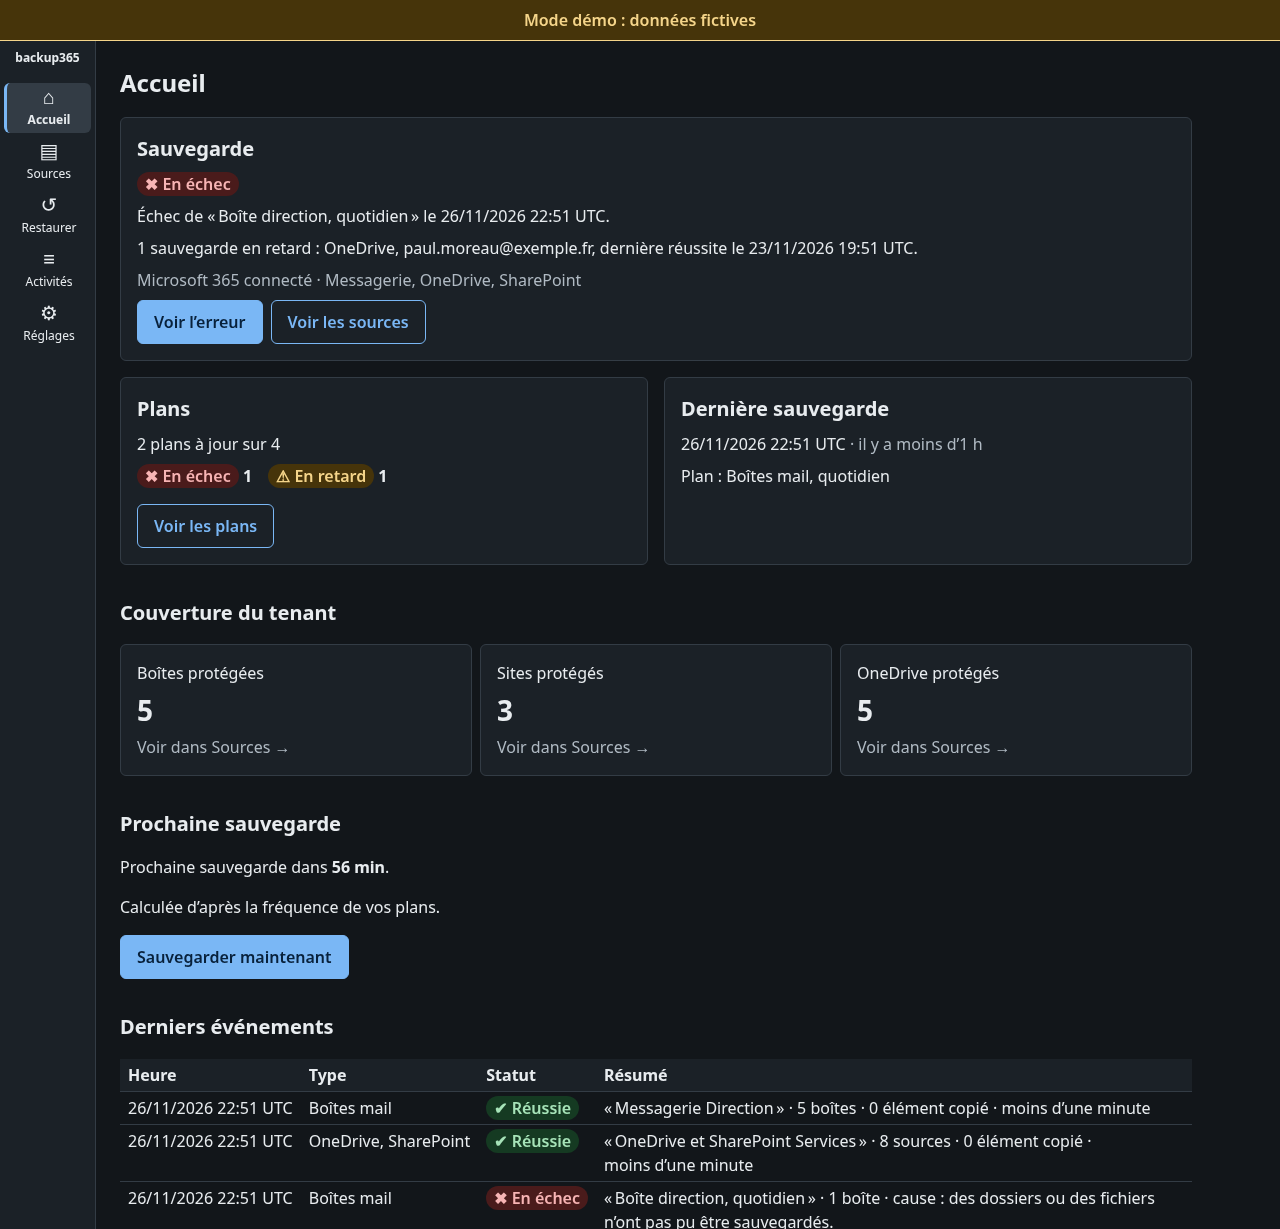 Mode démo : données fictives
backup365
Accueil
Sources
Restaurer
Activités
Réglages
Accueil
Sauvegarde
✖ En échec
Échec de « Boîte direction, quotidien » le 26/11/2026 22:51 UTC.
1 sauvegarde en retard : OneDrive, paul.moreau@exemple.fr, dernière réussite le 23/11/2026 19:51 UTC.
Microsoft 365 connecté · Messagerie, OneDrive, SharePoint
Voir l’erreur Voir les sources
Plans
2 plans à jour sur 4
✖ En échec 1 ⚠ En retard 1
Voir les plans
Dernière sauvegarde
26/11/2026 22:51 UTC · il y a moins d’1 h
Plan : Boîtes mail, quotidien
Couverture du tenant
Boîtes protégées
5
Voir dans Sources →
Sites protégés
3
Voir dans Sources →
OneDrive protégés
5
Voir dans Sources →
Prochaine sauvegarde
Prochaine sauvegarde dans 56 min.
Calculée d’après la fréquence de vos plans.
Sauvegarder maintenant
Derniers événements
Heure Type Statut Résumé
26/11/2026 22:51 UTC Boîtes mail ✔ Réussie « Messagerie Direction » · 5 boîtes · 0 élément copié · moins d’une minute
26/11/2026 22:51 UTC OneDrive, SharePoint ✔ Réussie « OneDrive et SharePoint Services » · 8 sources · 0 élément copié ·
moins d’une minute
26/11/2026 22:51 UTC Boîtes mail ✖ En échec « Boîte direction, quotidien » · 1 boîte · cause : des dossiers ou des fichiers
n’ont pas pu être sauvegardés.